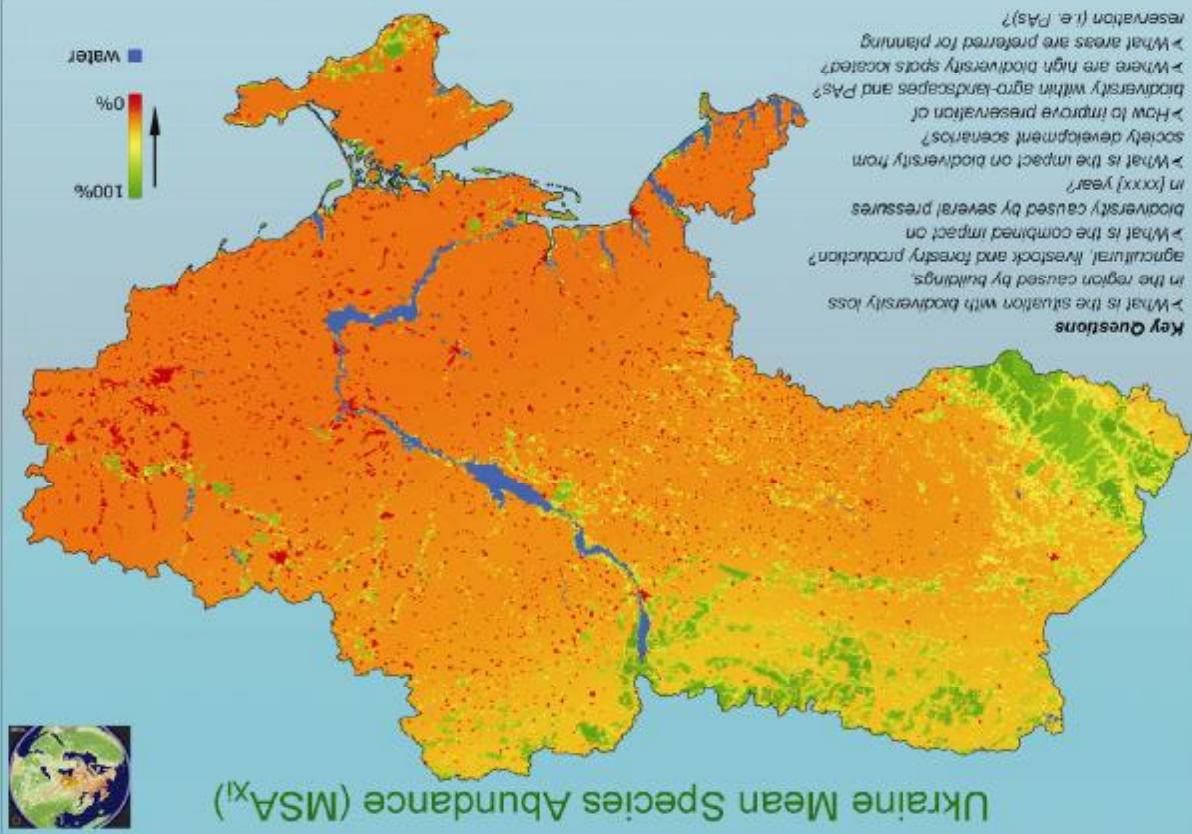 Ukraine Mean Species Abundance (MSAxi)
100%
0%
water
Key Questions
➢What is the situation with biodiversity loss
in the region caused by buildings,
agricultural, livestock and forestry production?
➢What is the combined impact on
biodiversity caused by several pressures
in [xxxx] year?
➢What is the impact on biodiversity from
society development scenarios?
➢How to improve preservation of
biodiversity within agro-landscapes and PAs?
➢Where are high biodiversity spots located?
➢What areas are preferred for planning
reservation (i.e. PAs)?